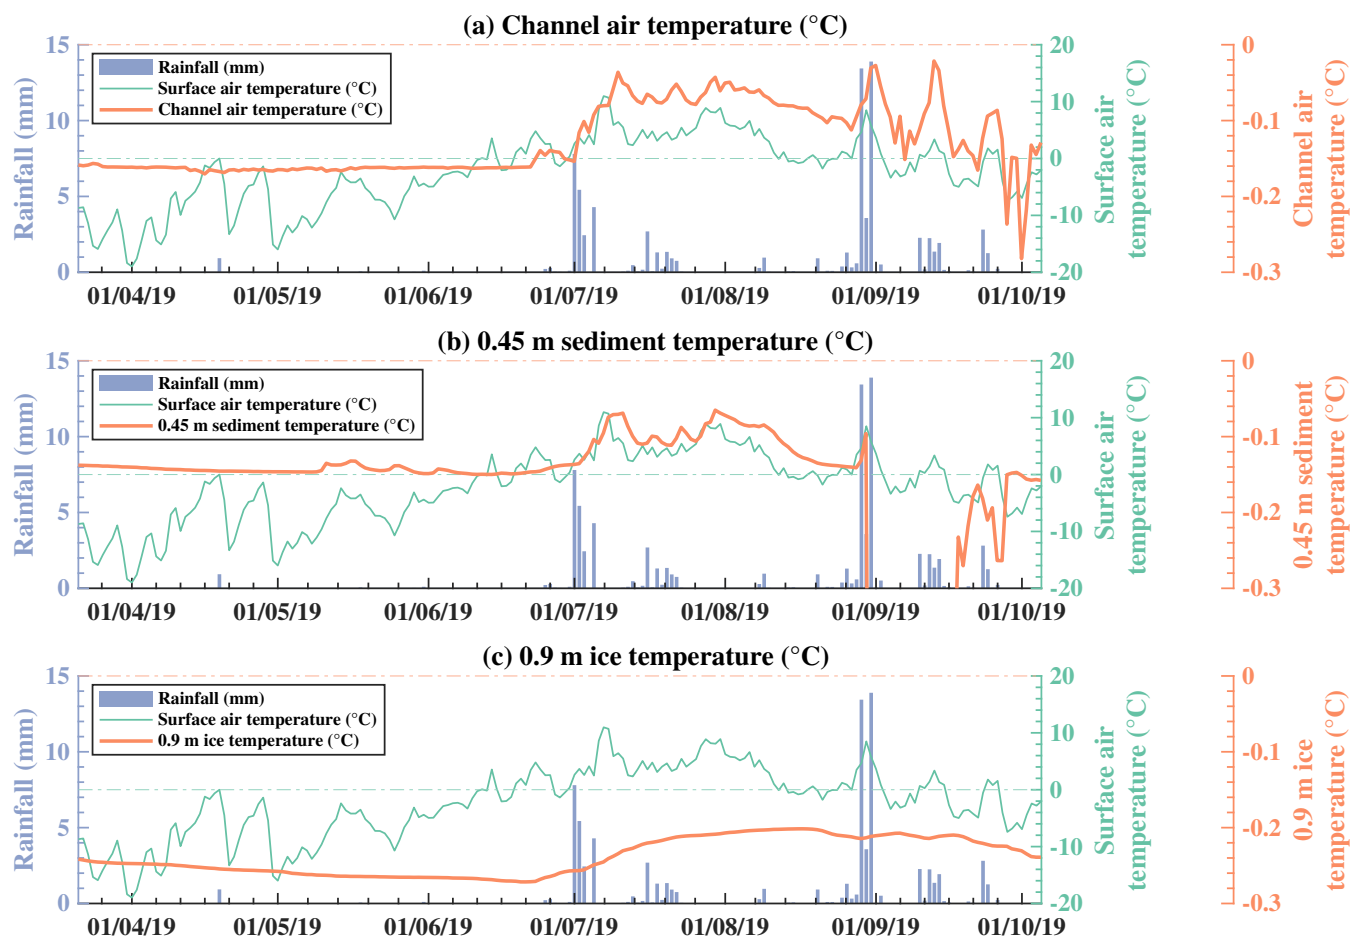 (a) Channel air temperature (°C)
Rainfall (mm)
15
10
5
0
Rainfall (mm)
Surface air temperature (°C)
Channel air temperature (°C)
20
10
0
-10
-20
Surface air
temperature (°C)
0
-0.1
-0.2
-0.3
Channel air
temperature (°C)
01/04/19 01/05/19 01/06/19 01/07/19 01/08/19 01/09/19 01/10/19
(b) 0.45 m sediment temperature (°C)
Rainfall (mm)
15
10
5
0
Rainfall (mm)
Surface air temperature (°C)
0.45 m sediment temperature (°C)
20
10
0
-10
-20
Surface air
temperature (°C)
0
-0.1
-0.2
-0.3
0.45 m sediment
temperature (°C)
01/04/19 01/05/19 01/06/19 01/07/19 01/08/19 01/09/19 01/10/19
(c) 0.9 m ice temperature (°C)
Rainfall (mm)
15
10
5
0
Rainfall (mm)
Surface air temperature (°C)
0.9 m ice temperature (°C)
20
10
0
-10
-20
Surface air
temperature (°C)
0
-0.1
-0.2
-0.3
0.9 m ice
temperature (°C)
01/04/19 01/05/19 01/06/19 01/07/19 01/08/19 01/09/19 01/10/19